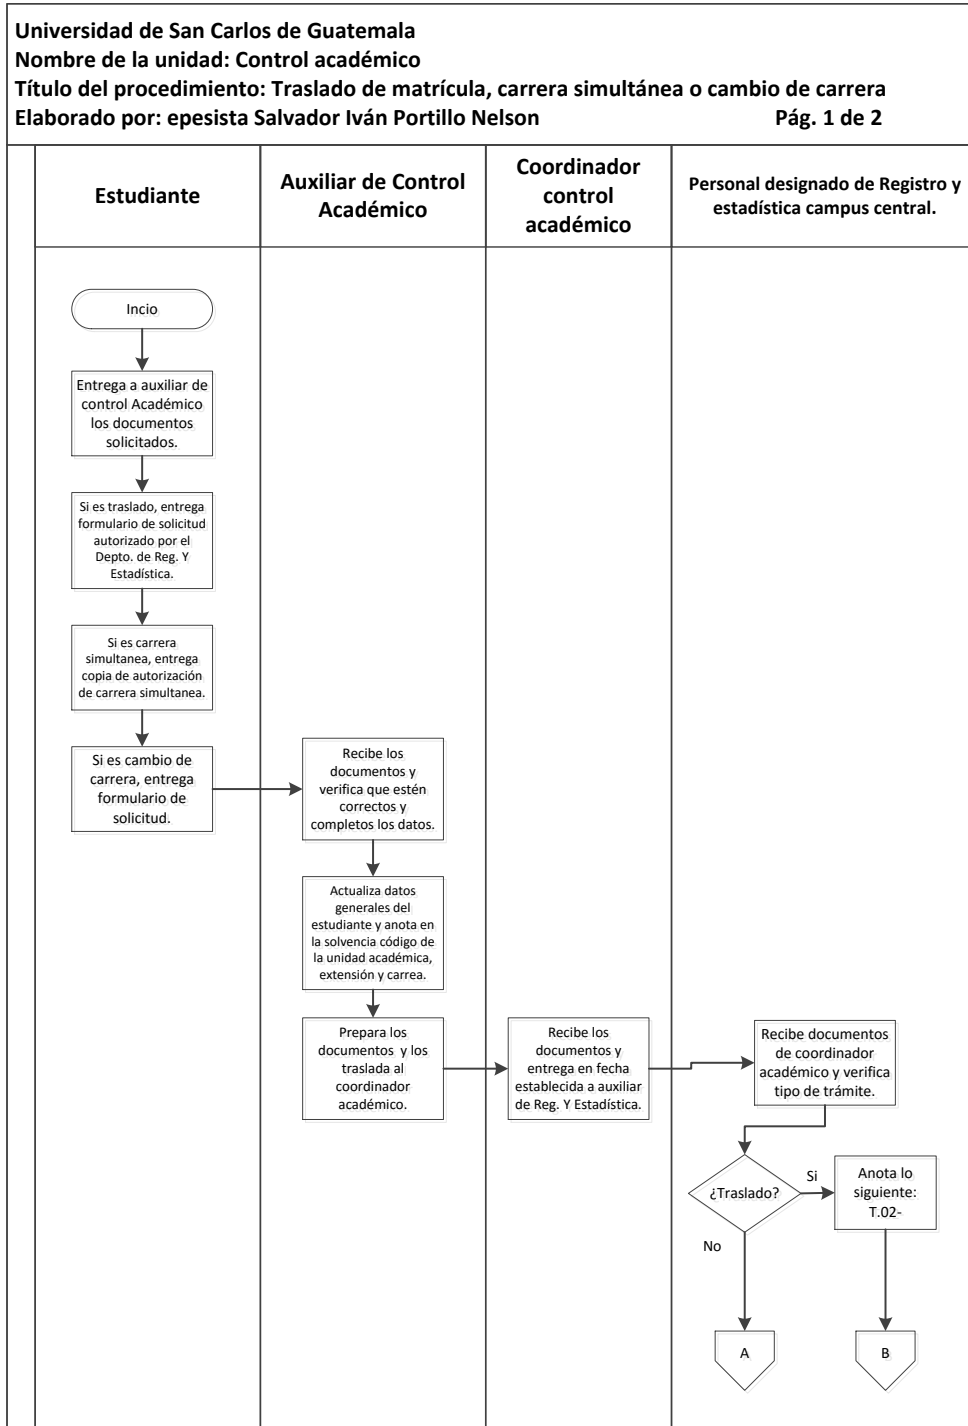 Universidad de San Carlos de Guatemala
Nombre de la unidad: Control académico
Título del procedimiento: Traslado de matrícula, carrera simultánea o cambio de carrera
Elaborado por: epesista Salvador Iván Portillo Nelson Pág. 1 de 2
Estudiante
Auxiliar de Control
Académico
Coordinador
control
académico
Personal designado de Registro y
estadística campus central.
Incio
Entrega a auxiliar de
control Académico
los documentos
solicitados.
Si es traslado, entrega
formulario de solicitud
autorizado por el
Depto. de Reg. Y
Estadística.
Si es carrera
simultanea, entrega
copia de autorización
de carrera simultanea.
Si es cambio de
carrera, entrega
formulario de
solicitud.
Recibe los
documentos y
verifica que estén
correctos y
completos los datos.
Actualiza datos
generales del
estudiante y anota en
la solvencia código de
la unidad académica,
extensión y carrea.
Prepara los
documentos y los
traslada al
coordinador
académico.
Recibe los
documentos y
entrega en fecha
establecida a auxiliar
de Reg. Y Estadística.
Recibe documentos
de coordinador
académico y verifica
tipo de trámite.
¿Traslado?
Si
Anota lo
siguiente:
T.02-
No
A
B